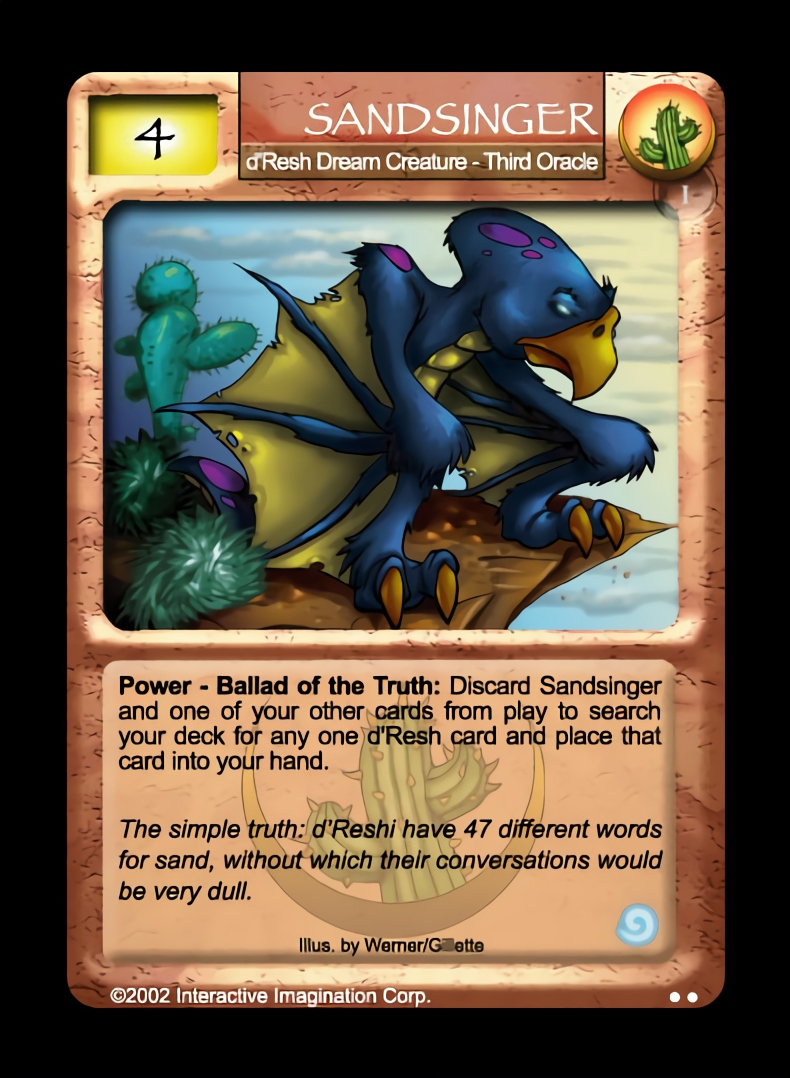 4
SANDSINGER
d'Resh Dream Creature - Third Oracle
I
Power - Ballad of the Truth: Discard Sandsinger
and one of your other cards from play to search
your deck for any one d'Resh card and place that
card into your hand.
The simple truth: d'Reshi have 47 different words
for sand, without which their conversations would
be very dull.
Illus. by
©2002 Interactive Imagination Corp.